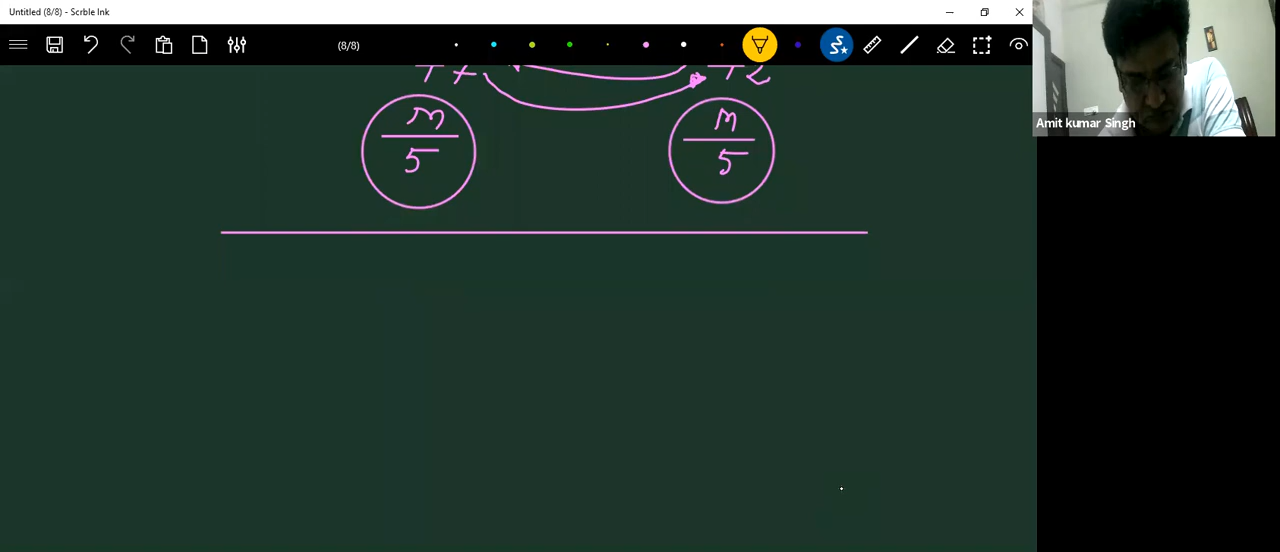 Untitled (8/8) - Scrble Ink
(8/8)
Amit kumar Singh
m m
5 5